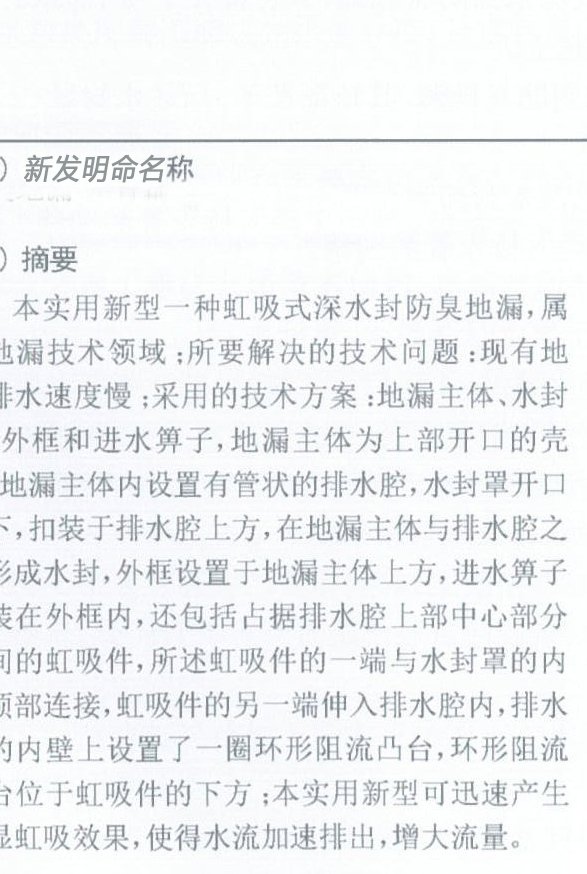 ）新发明命名称
）摘要
本实用新型一种虹吸式深水封防臭地漏,属
地漏技术领域;所要解决的技术问题:现有地
排水速度慢;采用的技术方案:地漏主体、水封
外框和进水箅子,地漏主体为上部开口的壳
地漏主体内设置有管状的排水腔,水封罩开口
下,扣装于排水腔上方,在地漏主体与排水腔之
形成水封,外框设置于地漏主体上方,进水箅子
装在外框内,还包括占据排水腔上部中心部分
间的虹吸件,所述虹吸件的一端与水封罩的内
顶部连接,虹吸件的另一端伸入排水腔内,排水
的内壁上设置了一圈环形阻流凸台,环形阻流
台位于虹吸件的下方;本实用新型可迅速产生
显虹吸效果,使得水流加速排出,增大流量。